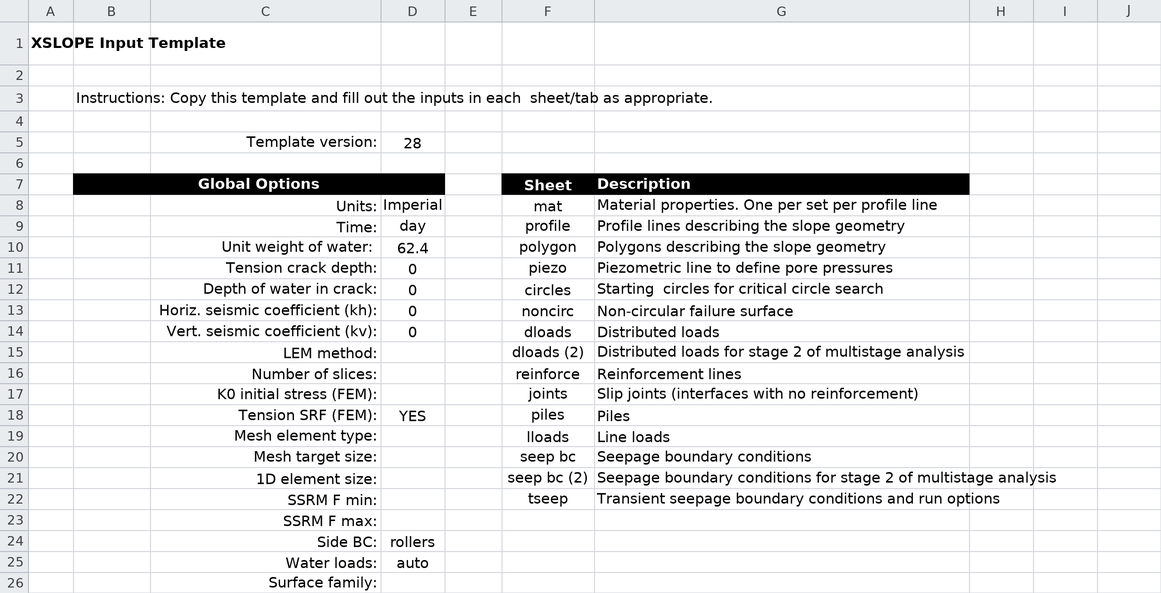 A B C D E F G H I J
1 XSLOPE Input Template
2
3 Instructions: Copy this template and fill out the inputs in each  sheet/tab as appropriate.
4
5 Template version: 28
6
7 Global Options Sheet Description
8 Units: Imperial mat Material properties. One per set per profile line
9 Time: day profile Profile lines describing the slope geometry
10 Unit weight of water: 62.4 polygon Polygons describing the slope geometry
11 Tension crack depth: 0 piezo Piezometric line to define pore pressures
12 Depth of water in crack: 0 circles Starting  circles for critical circle search
13 Horiz. seismic coefficient (kh): 0 noncirc Non-circular failure surface
14 Vert. seismic coefficient (kv): 0 dloads Distributed loads
15 LEM method: dloads (2) Distributed loads for stage 2 of multistage analysis
16 Number of slices: reinforce Reinforcement lines
17 K0 initial stress (FEM): joints Slip joints (interfaces with no reinforcement)
18 Tension SRF (FEM): YES piles Piles
19 Mesh element type: lloads Line loads
20 Mesh target size: seep bc Seepage boundary conditions
21 1D element size: seep bc (2) Seepage boundary conditions for stage 2 of multistage analysis
22 SSRM F min: tseep Transient seepage boundary conditions and run options
23 SSRM F max:
24 Side BC: rollers
25 Water loads: auto
26 Surface family: